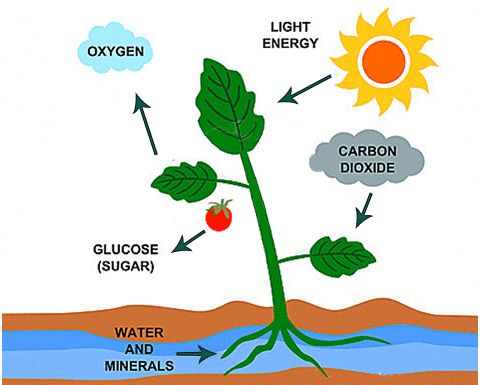 OXYGEN
LIGHT
ENERGY
CARBON
DIOXIDE
GLUCOSE
(SUGAR)
WATER
AND
MINERALS